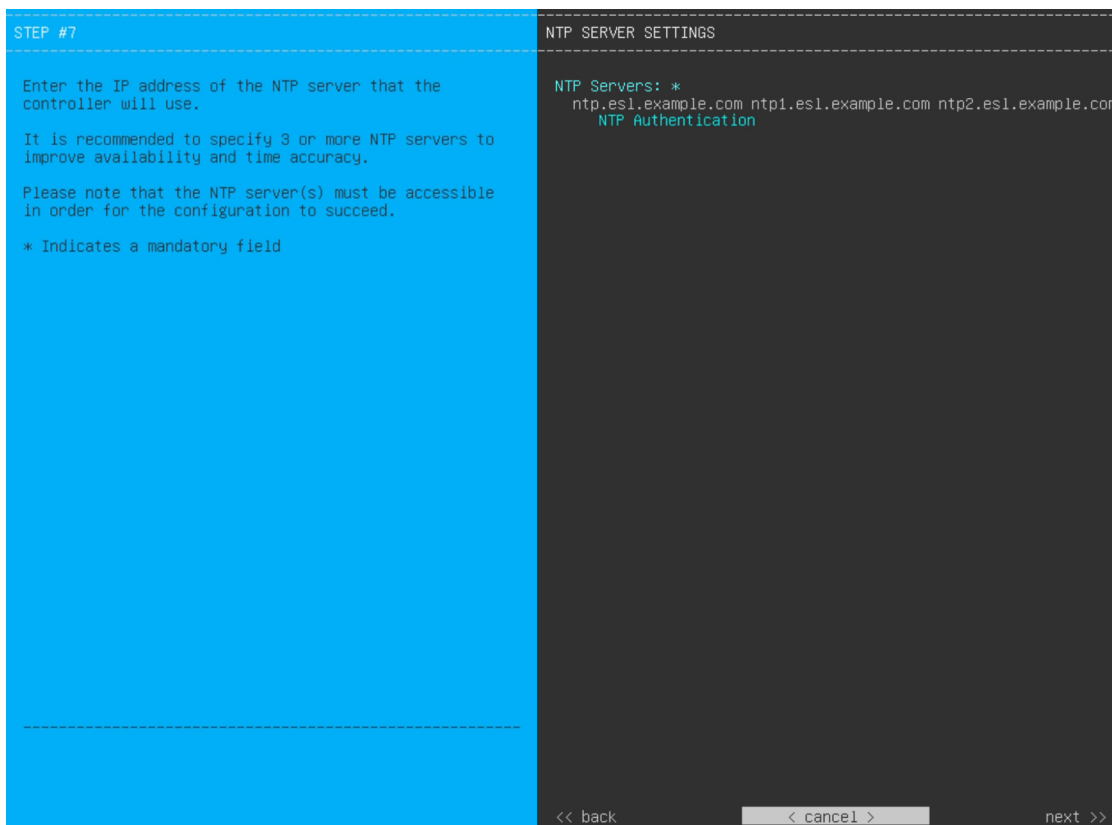 STEP #7
Enter the IP address of the NTP server that the
controller will use.
It is recommended to specify 3 or more NTP servers to
improve availability and time accuracy.
Please note that the NTP server(s) must be accessible
in order for the configuration to succeed.
* Indicates a mandatory field
NTP SERVER SETTINGS
NTP Servers: *
ntp.esl.example.com ntp1.esl.example.com ntp2.esl.example.com
NTP Authentication
<< back
< cancel >
next >>